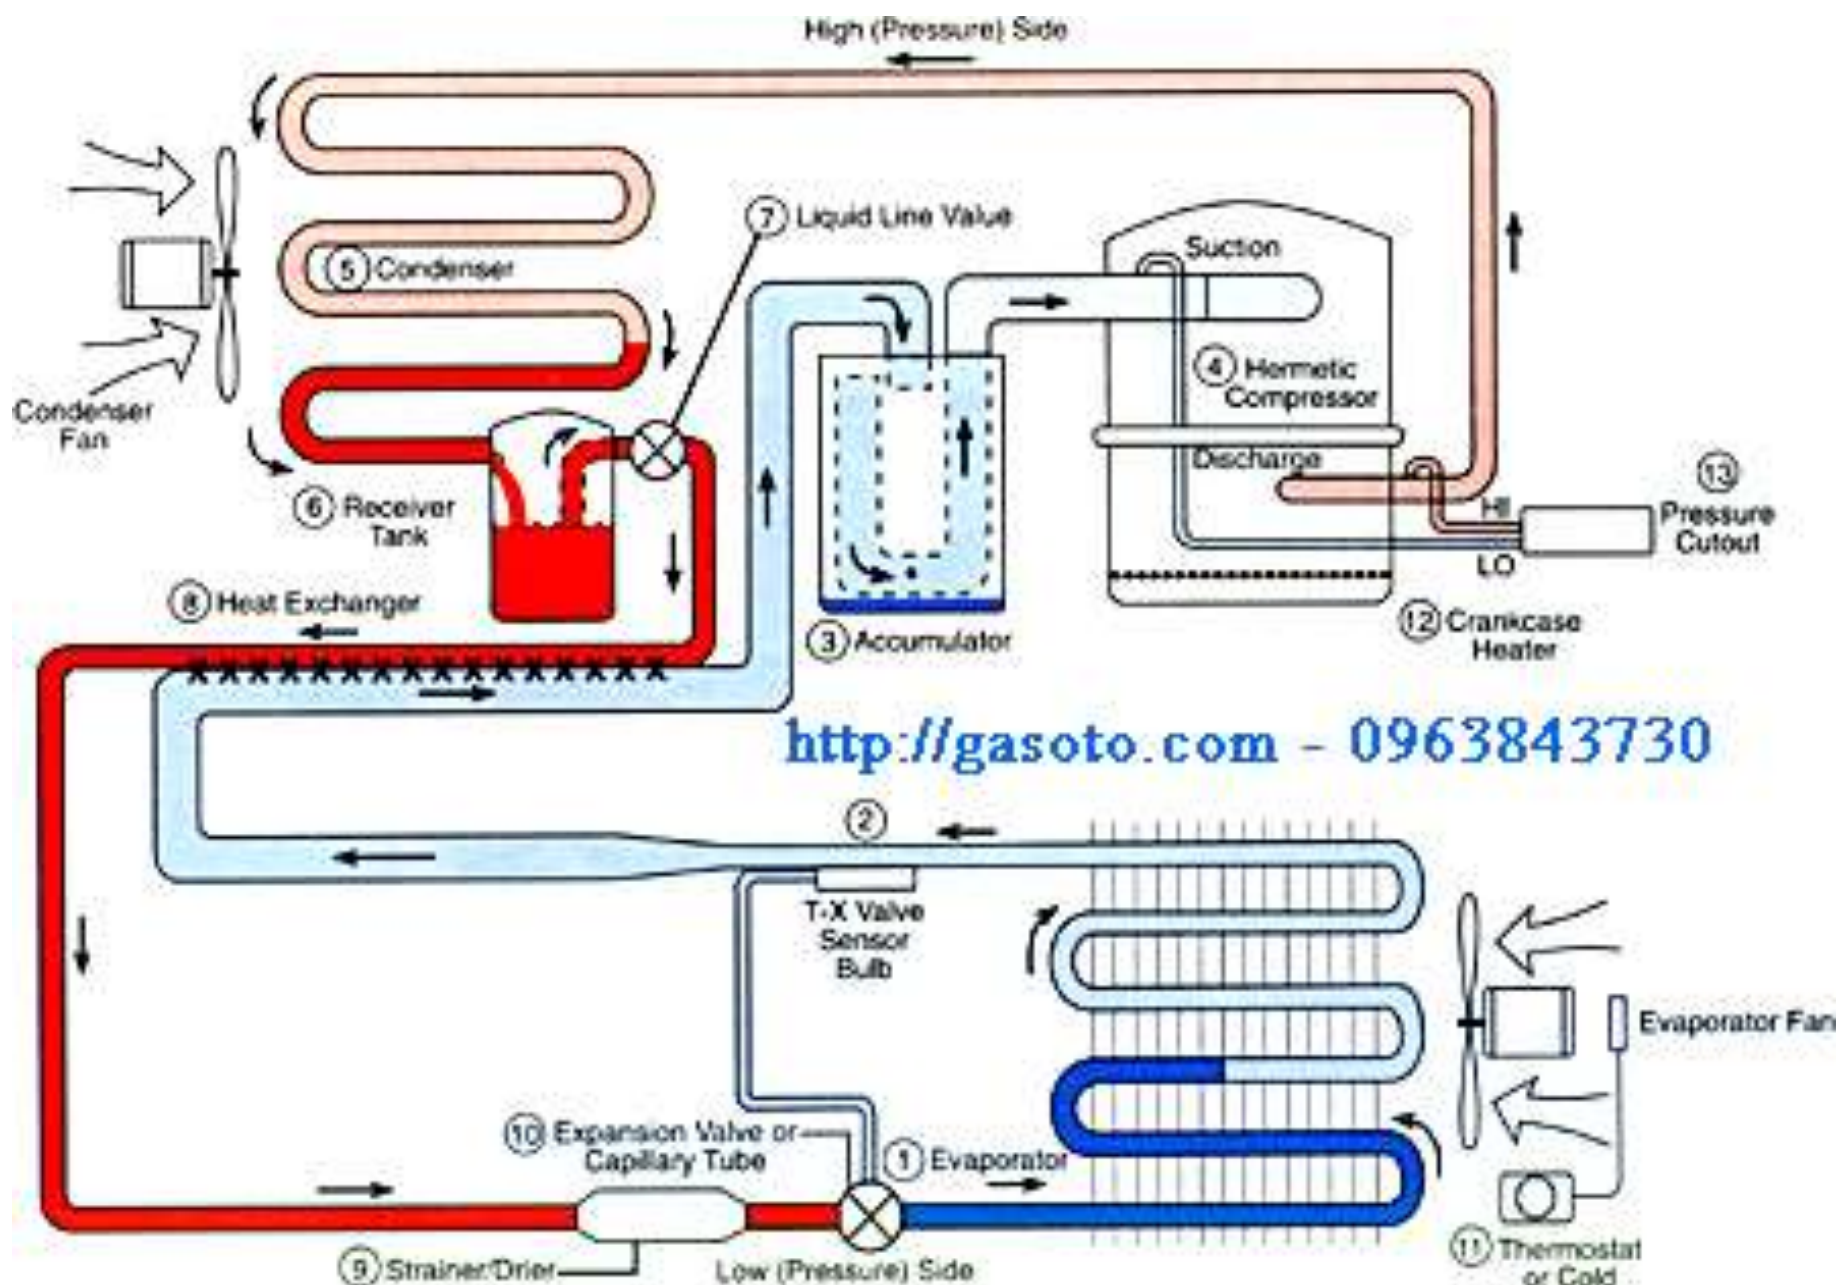 High (Pressure) Side
7 Liquid Line Value
Suction
5 Condenser
4 Hermetic
Compressor
Condenser
Fan
Discharge
13
6 Receiver
Tank
HI
Pressure
Cutout
LO
8 Heat Exchanger
3 Accumulator
12 Crankcase
Heater
http://gasoto.com - 0963843730
2
T-X Valve
Sensor
Bulb
Evaporator Fan
10 Expansion Valve or
Capillary Tube
1 Evaporator
9 Strainer/Drier
Low (Pressure) Side
11 Thermostat
or Cold